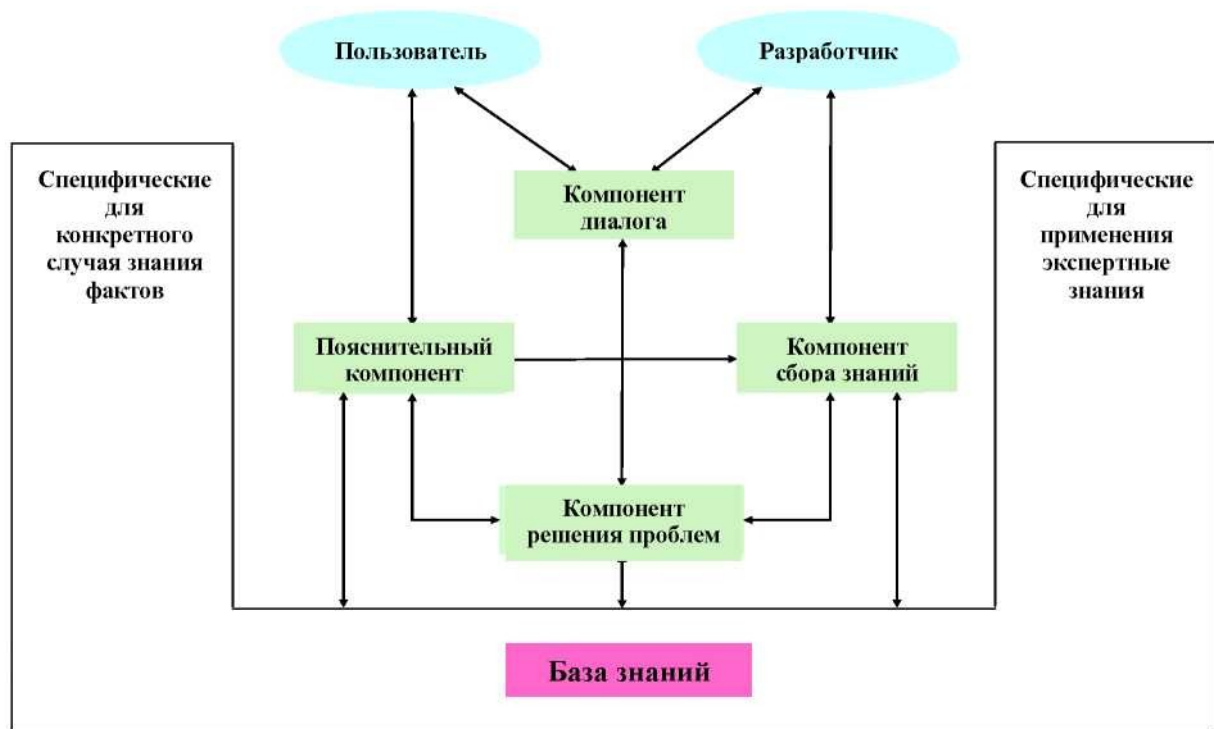 Пользователь
Разработчик
Специфические
для
конкретного
случая знания
фактов
Компонент
диалога
Специфические
для
применения
экспертные
знания
Пояснительный
компонент
Компонент
сбора знаний
Компонент
решения проблем
База знаний